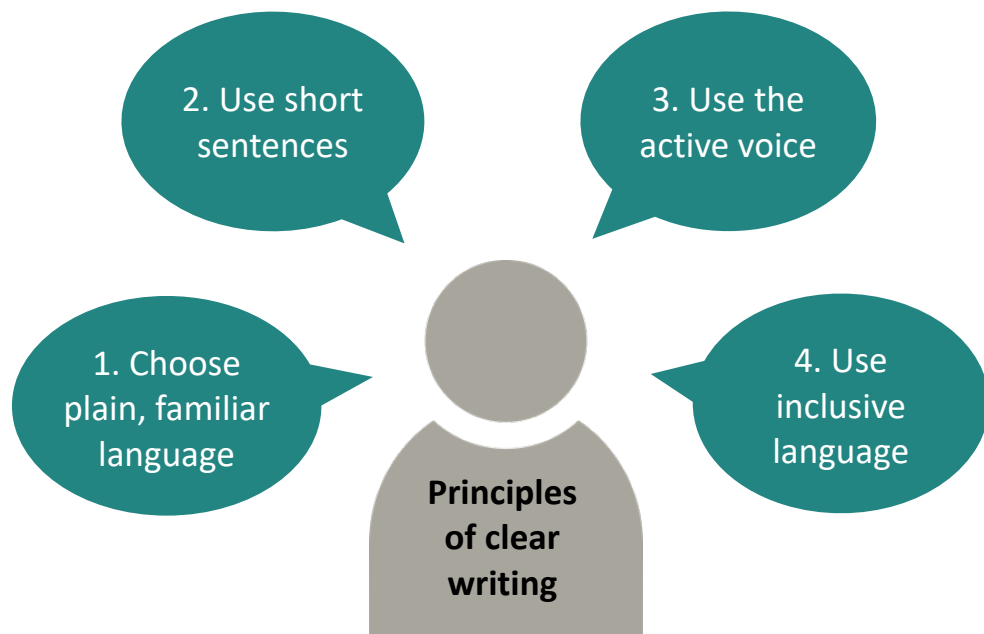 1. Choose
plain, familiar
language
2. Use short
sentences
3. Use the
active voice
4. Use
inclusive
language
Principles
of clear
writing